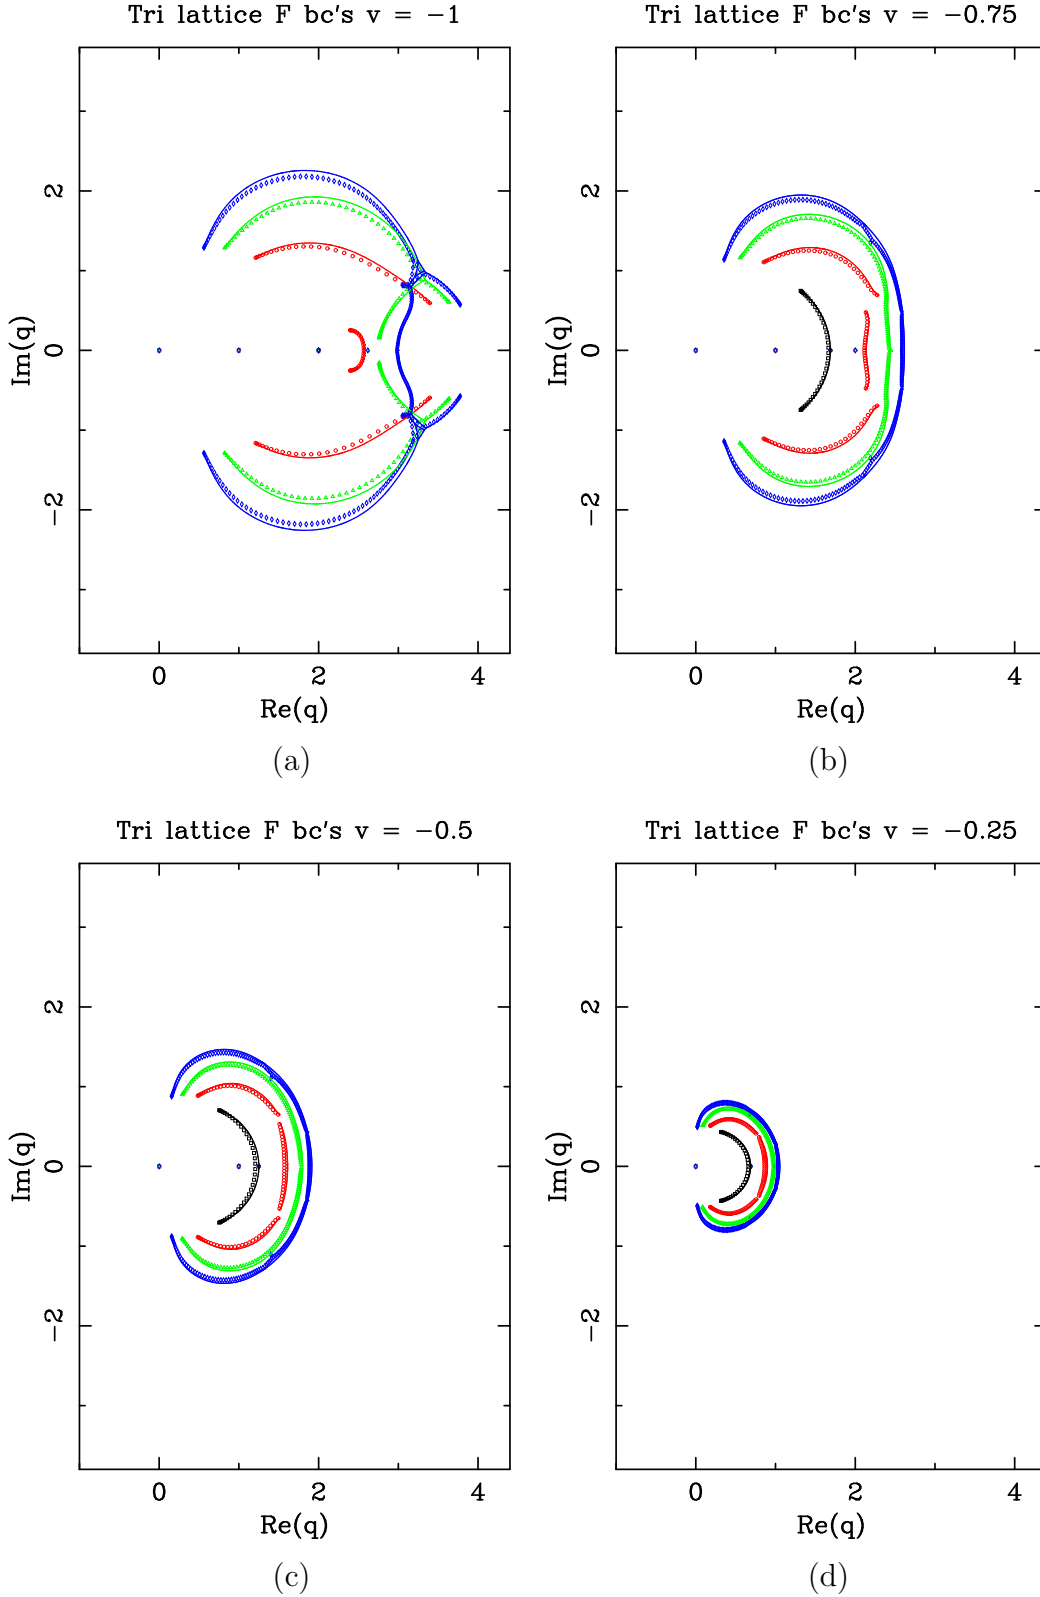 Tri lattice F bc's v = −1
Im(q)
2
0
−2
0 2 4
Re(q)
(a)
Tri lattice F bc's v = −0.75
Im(q)
2
0
−2
0 2 4
Re(q)
(b)
Tri lattice F bc's v = −0.5
Im(q)
2
0
−2
0 2 4
Re(q)
(c)
Tri lattice F bc's v = −0.25
Im(q)
2
0
−2
0 2 4
Re(q)
(d)